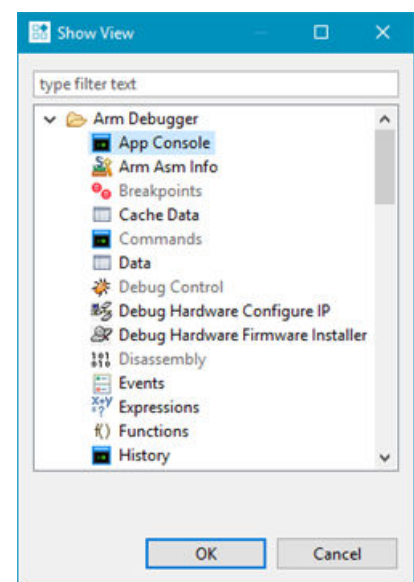 Show View
type filter text
Arm Debugger
App Console
Arm Asm Info
Breakpoints
Cache Data
Commands
Data
Debug Control
Debug Hardware Configure IP
Debug Hardware Firmware Installer
Disassembly
Events
Expressions
Functions
History
OK
Cancel